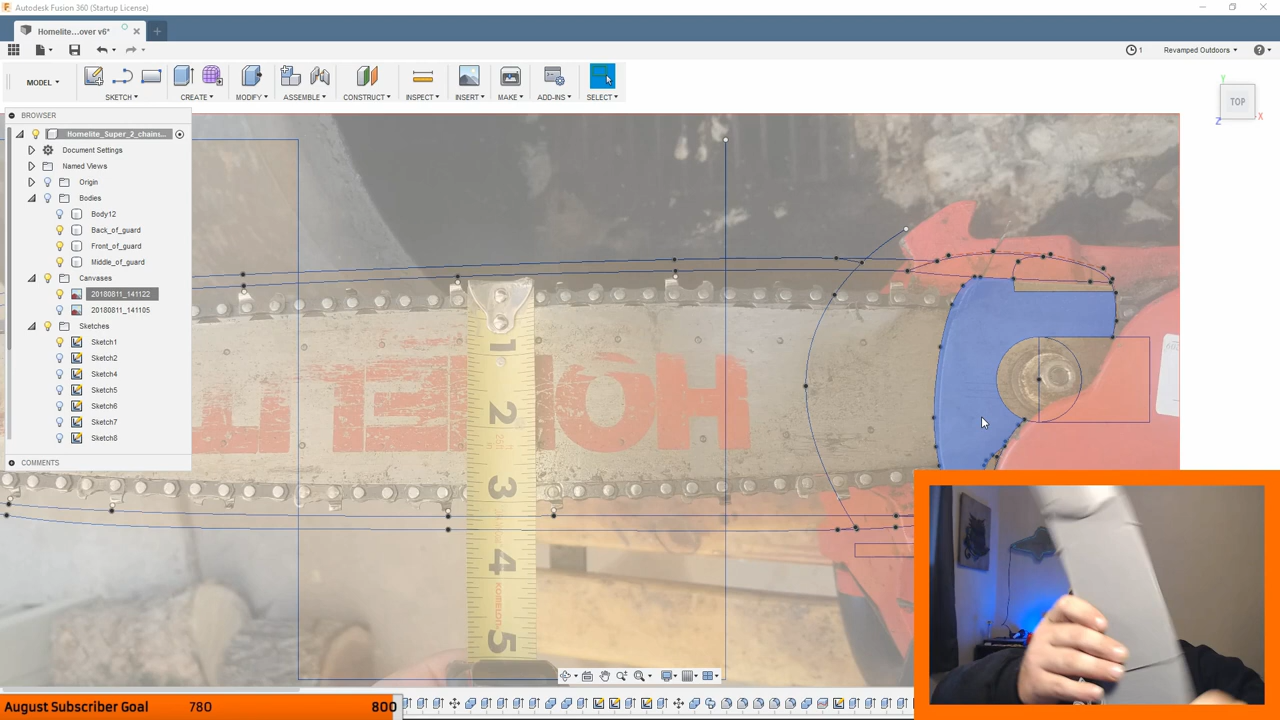 Autodesk Fusion 360 (Startup License)
Homelite...over v6*
1
Revamped Outdoors
MODEL
SKETCH
CREATE
MODIFY
ASSEMBLE
CONSTRUCT
INSPECT
INSERT
MAKE
ADD-INS
SELECT
BROWSER
Homelite_Super_2_chains...
Document Settings
Named Views
Origin
Bodies
Body12
Back_of_guard
Front_of_guard
Middle_of_guard
Canvases
20180811_141122
20180811_141105
Sketches
Sketch1
Sketch2
Sketch4
Sketch5
Sketch6
Sketch7
Sketch8
COMMENTS
Y
TOP
X
Z
1
2
3
4
5
HOMEL
August Subscriber Goal 780 800